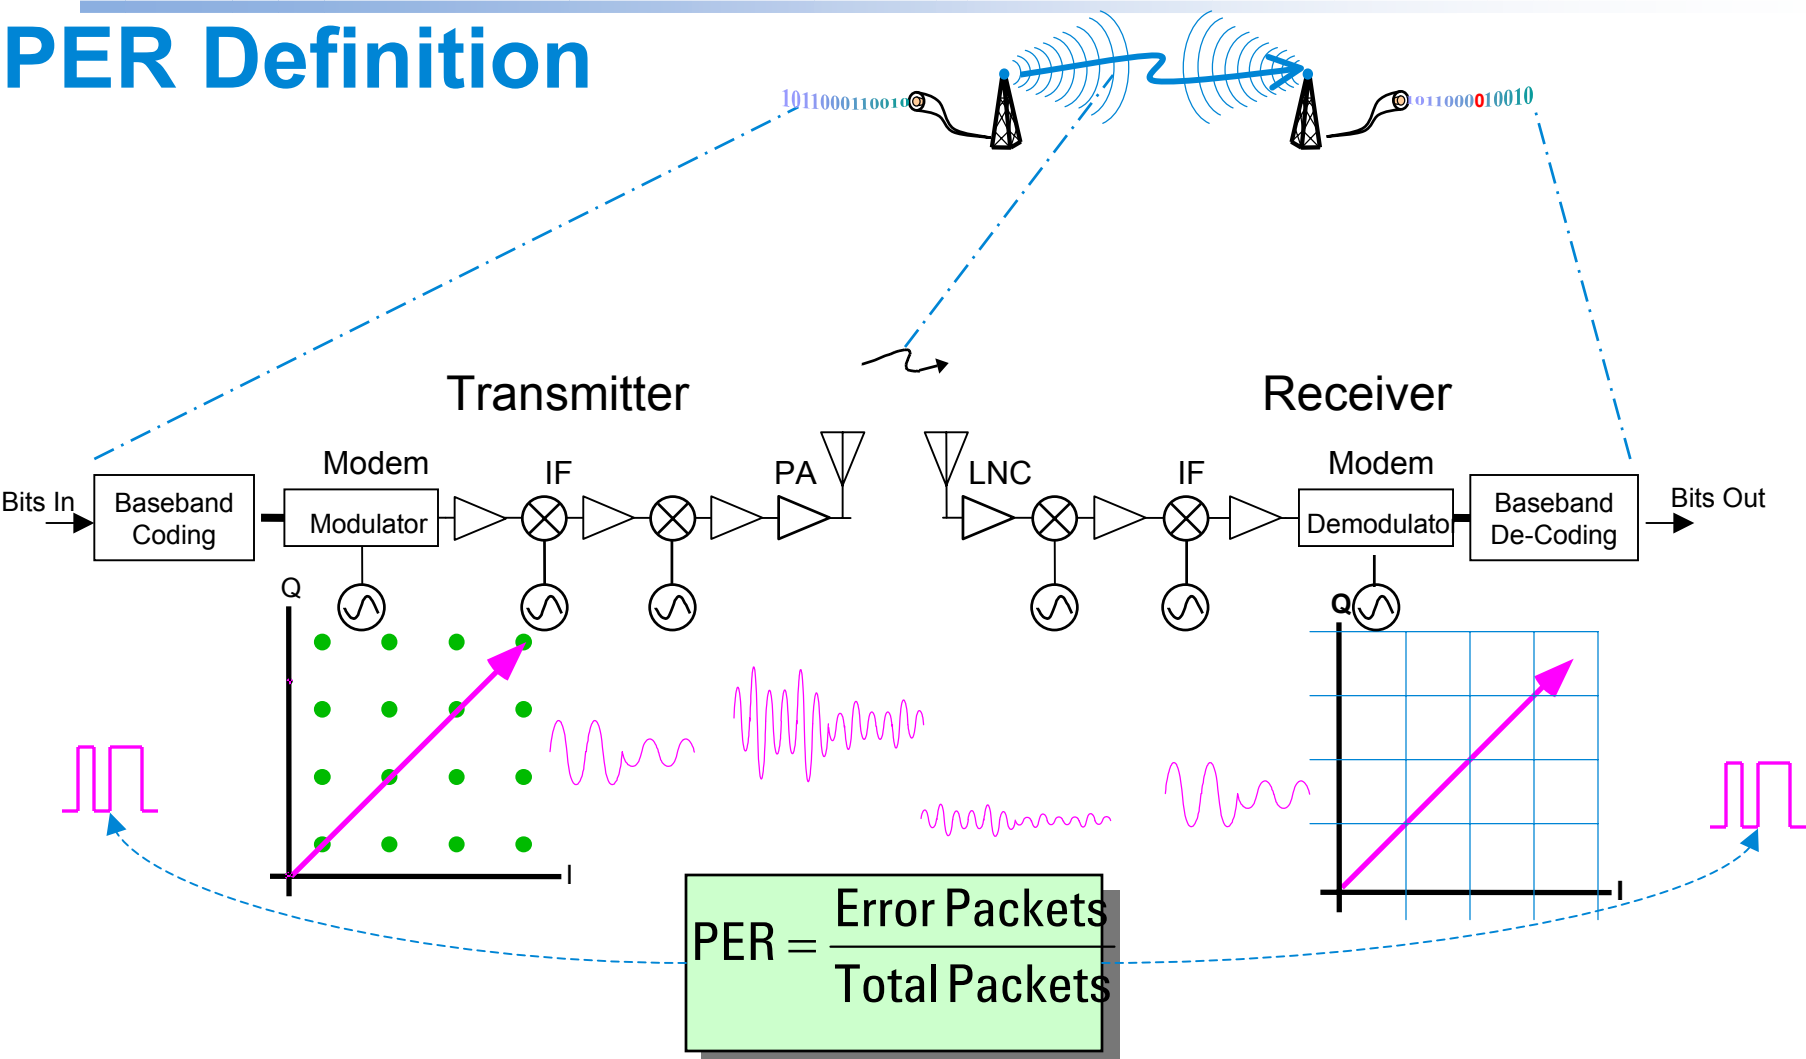 PER Definition
1011000110010
1011000010010
Transmitter
Receiver
Modem
IF
PA
LNC
IF
Modem
Bits In
Baseband
Coding
Modulator
Demodulato
Baseband
De-Coding
Bits Out
Q
Q
I
I
PER = Error Packets
Total Packets